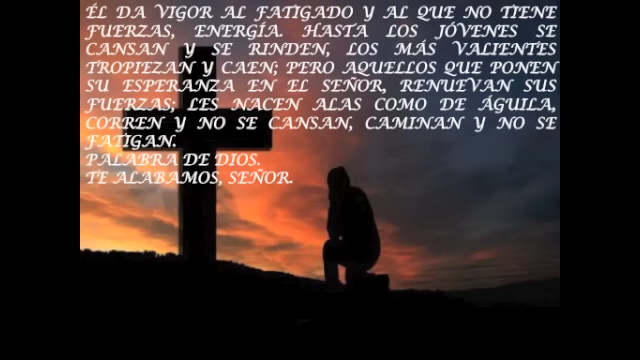 ÉL DA VIGOR AL FATIGADO Y AL QUE NO TIENE
FUERZAS, ENERGÍA. HASTA LOS JÓVENES SE
CANSAN Y SE RINDEN, LOS MÁS VALIENTES
TROPIEZAN Y CAEN; PERO AQUELLOS QUE PONEN
SU ESPERANZA EN EL SEÑOR, RENUEVAN SUS
FUERZAS; LES NACEN ALAS COMO DE ÁGUILA,
CORREN Y NO SE CANSAN, CAMINAN Y NO SE
FATIGAN.
PALABRA DE DIOS.
TE ALABAMOS, SEÑOR.